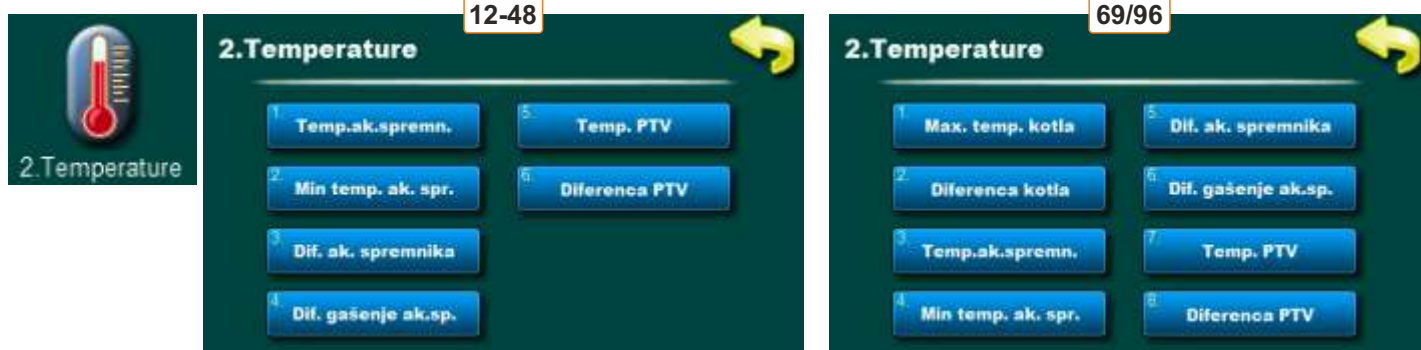 2.Temperature
12-48
2.Temperature
1. Temp.ak.spremn.
2. Min temp. ak. spr.
3. Dif. ak. spremnika
4. Dif. gašenje ak.sp.
5. Temp. PTV
6. Diferenca PTV
69/96
2.Temperature
1. Max. temp. kotla
2. Diferenca kotla
3. Temp.ak.spremn.
4. Min temp. ak. spr.
5. Dif. ak. spremnika
6. Dif. gašenje ak.sp.
7. Temp. PTV
8. Diferenca PTV